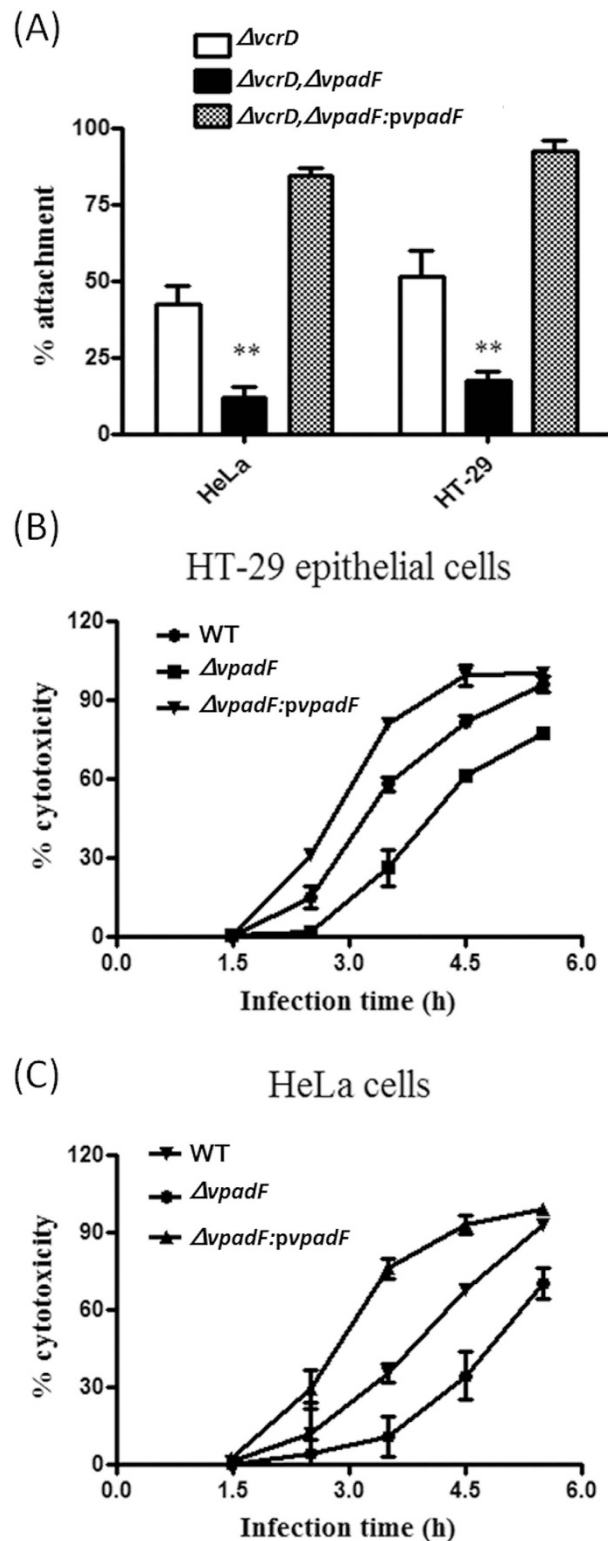 (A)
ΔvcrD
ΔvcrD,ΔvpadF
ΔvcrD,ΔvpadF:pvpadF
% attachment
100
75
50
25
0
**
**
HeLa
HT-29
(B)
HT-29 epithelial cells
WT
ΔvpadF
ΔvpadF:pvpadF
% cytotoxicity
120
90
60
30
0
0.0
1.5
3.0
4.5
6.0
Infection time (h)
(C)
HeLa cells
WT
ΔvpadF
ΔvpadF:pvpadF
% cytotoxicity
120
90
60
30
0
0.0
1.5
3.0
4.5
6.0
Infection time (h)